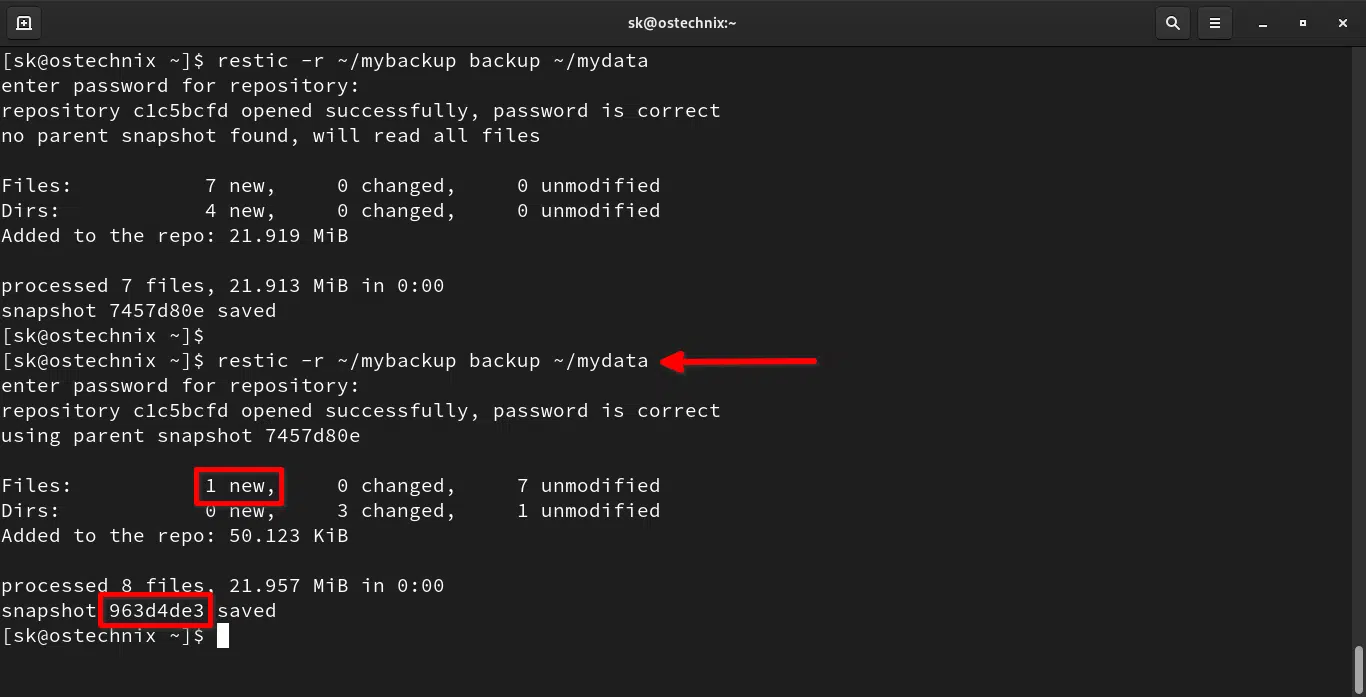 sk@ostechnix:~
[sk@ostechnix ~]$ restic -r ~/mybackup backup ~/mydata
enter password for repository:
repository c1c5bcfd opened successfully, password is correct
no parent snapshot found, will read all files
Files:           7 new,     0 changed,     0 unmodified
Dirs:            4 new,     0 changed,     0 unmodified
Added to the repo: 21.919 MiB
processed 7 files, 21.913 MiB in 0:00
snapshot 7457d80e saved
[sk@ostechnix ~]$
[sk@ostechnix ~]$ restic -r ~/mybackup backup ~/mydata
enter password for repository:
repository c1c5bcfd opened successfully, password is correct
using parent snapshot 7457d80e
Files:           1 new,     0 changed,     7 unmodified
Dirs:            0 new,     3 changed,     1 unmodified
Added to the repo: 50.123 KiB
processed 8 files, 21.957 MiB in 0:00
snapshot 963d4de3 saved
[sk@ostechnix ~]$